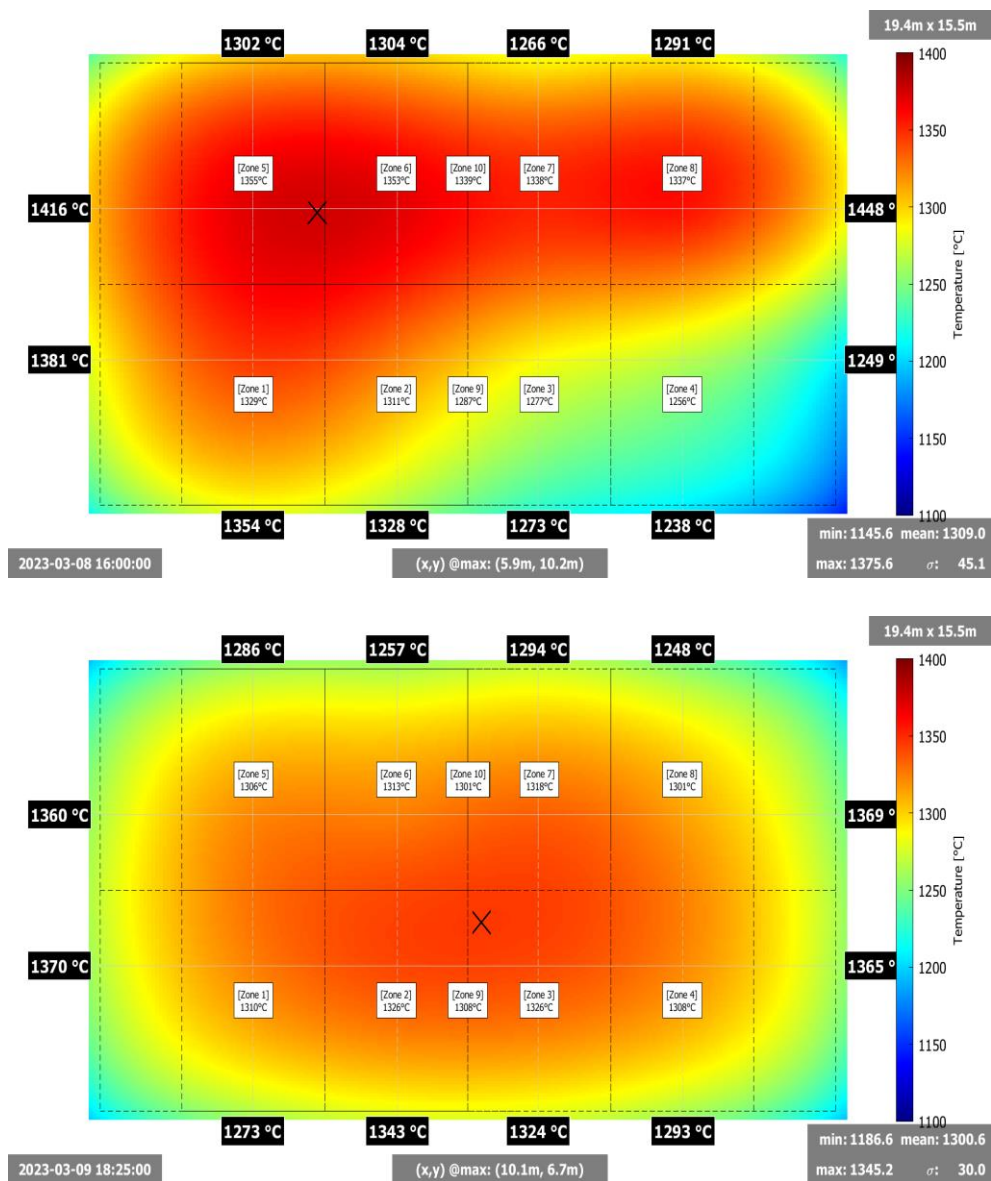 19.4m x 15.5m
1302 °C 1304 °C 1266 °C 1291 °C
1400
1350
[Zone 5] [Zone 6] [Zone 10] [Zone 7] [Zone 8]
1355°C 1353°C 1339°C 1338°C 1337°C
1416 °C 1448 °
1300
Temperature [°C]
1250
1381 °C 1249 °
1200
[Zone 1] [Zone 2] [Zone 9] [Zone 3] [Zone 4]
1329°C 1311°C 1287°C 1277°C 1256°C
1150
1100
1354 °C 1328 °C 1273 °C 1238 °C
min: 1145.6 mean: 1309.0
2023-03-08 16:00:00 (x,y) @max: (5.9m, 10.2m) max: 1375.6 σ: 45.1
19.4m x 15.5m
1286 °C 1257 °C 1294 °C 1248 °C
1400
1350
[Zone 5] [Zone 6] [Zone 10] [Zone 7] [Zone 8]
1306°C 1313°C 1301°C 1318°C 1301°C
1360 °C 1369 °
1300
Temperature [°C]
1250
1370 °C 1365 °
1200
[Zone 1] [Zone 2] [Zone 9] [Zone 3] [Zone 4]
1310°C 1326°C 1308°C 1326°C 1308°C
1150
1100
1273 °C 1343 °C 1324 °C 1293 °C
min: 1186.6 mean: 1300.6
2023-03-09 18:25:00 (x,y) @max: (10.1m, 6.7m) max: 1345.2 σ: 30.0